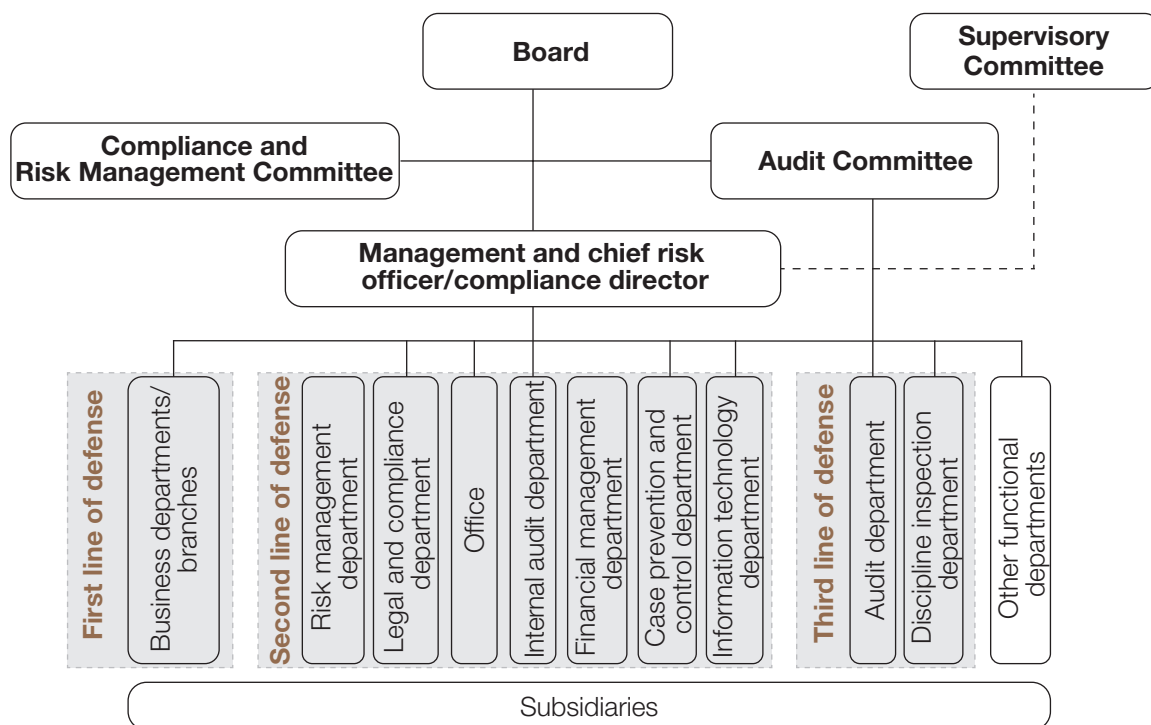 Board
Supervisory
Committee
Compliance and
Risk Management Committee
Audit Committee
Management and chief risk
officer/compliance director
First line of defense
Business departments/
branches
Second line of defense
Risk management
department
Legal and compliance
department
Office
Internal audit department
Financial management
department
Case prevention and
control department
Information technology
department
Third line of defense
Audit department
Discipline inspection
department
Other functional
departments
Subsidiaries